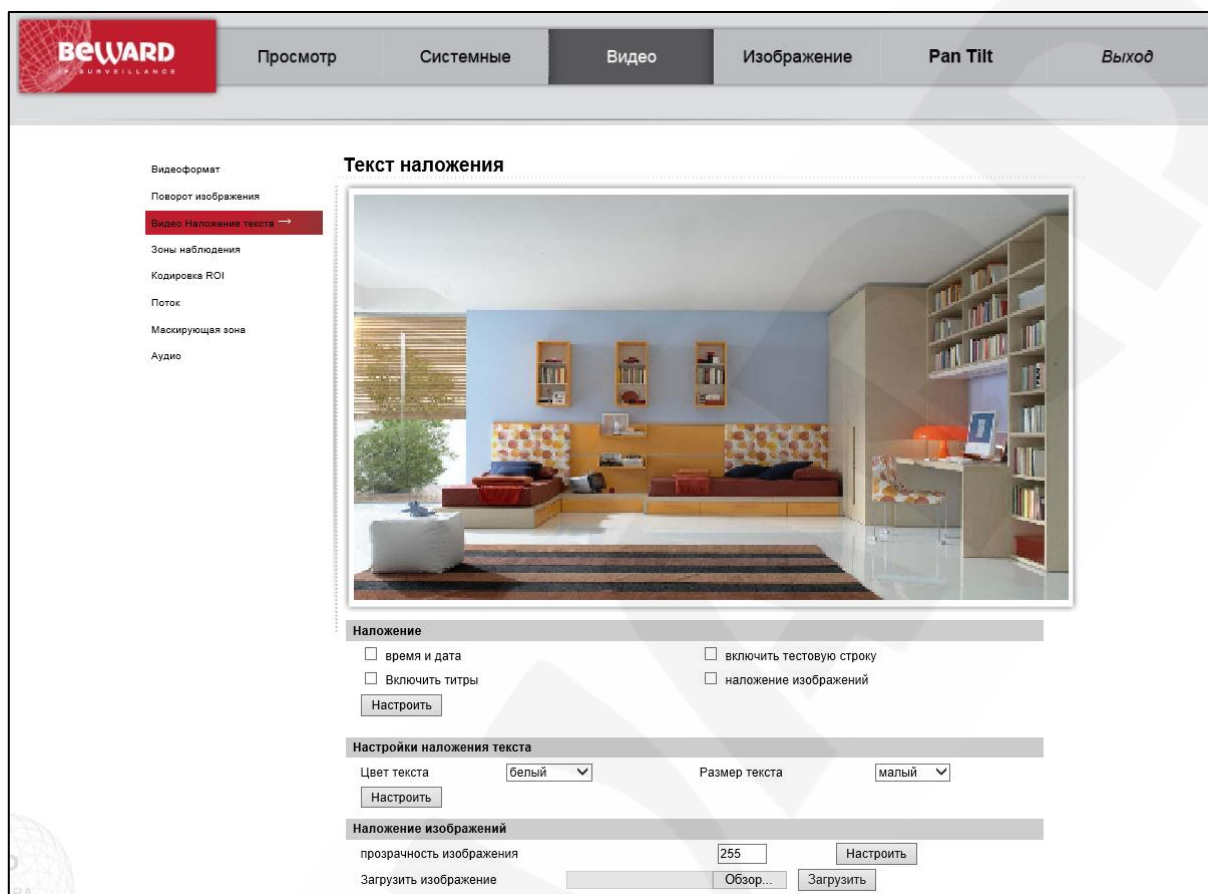 BEWARD
IP SURVEILLANCE
Просмотр
Системные
Видео
Изображение
Pan Tilt
Выход
Видеоформат
Поворот изображения
Видео Наложение текста →
Зоны наблюдения
Кодировка ROI
Поток
Маскирующая зона
Аудио
Текст наложения
Наложение
время и дата
включить тестовую строку
Включить титры
наложение изображений
Настроить
Настройки наложения текста
Цвет текста белый
Размер текста малый
Настроить
Наложение изображений
прозрачность изображения 255 Настроить
Загрузить изображение Обзор... Загрузить